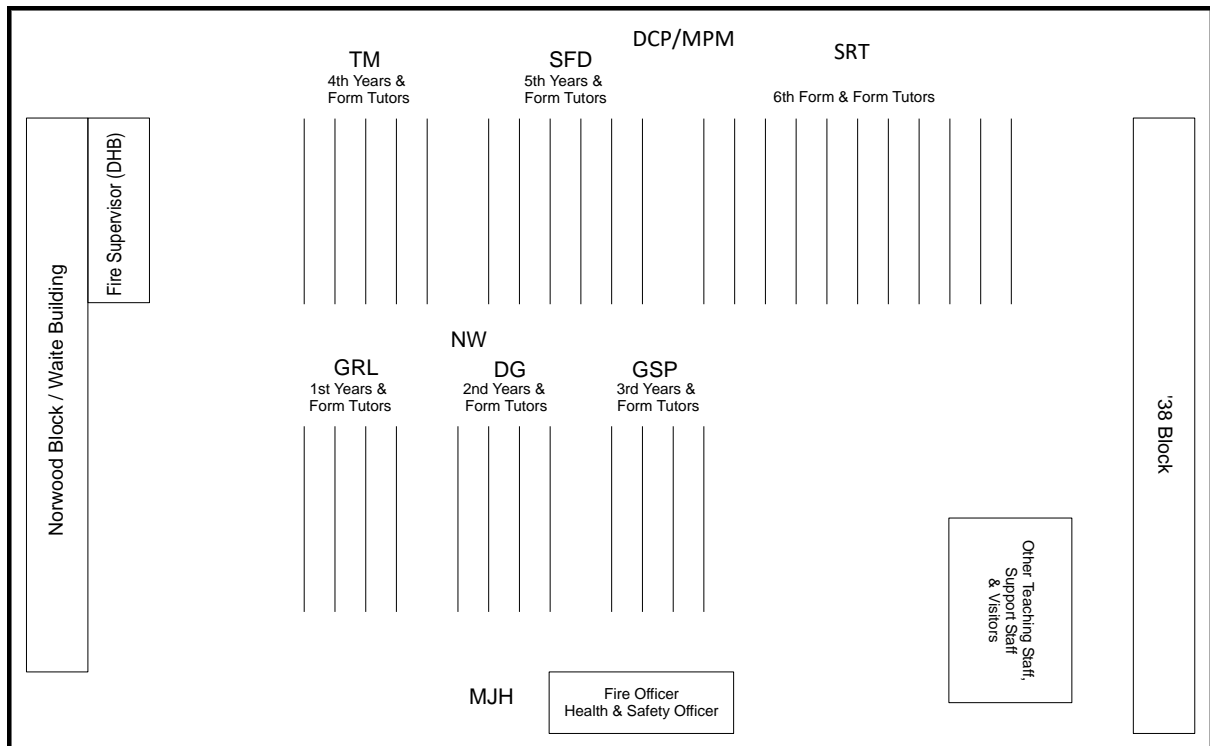 DCP/MPM
TM
SFD
SRT
4th Years &
Form Tutors
5th Years &
Form Tutors
6th Form & Form Tutors
Fire Supervisor (DHB)
Norwood Block / Waite Building
NW
GRL
DG
GSP
1st Years &
Form Tutors
2nd Years &
Form Tutors
3rd Years &
Form Tutors
'38 Block
Other Teaching Staff,
Support Staff
& Visitors
MJH
Fire Officer
Health & Safety Officer